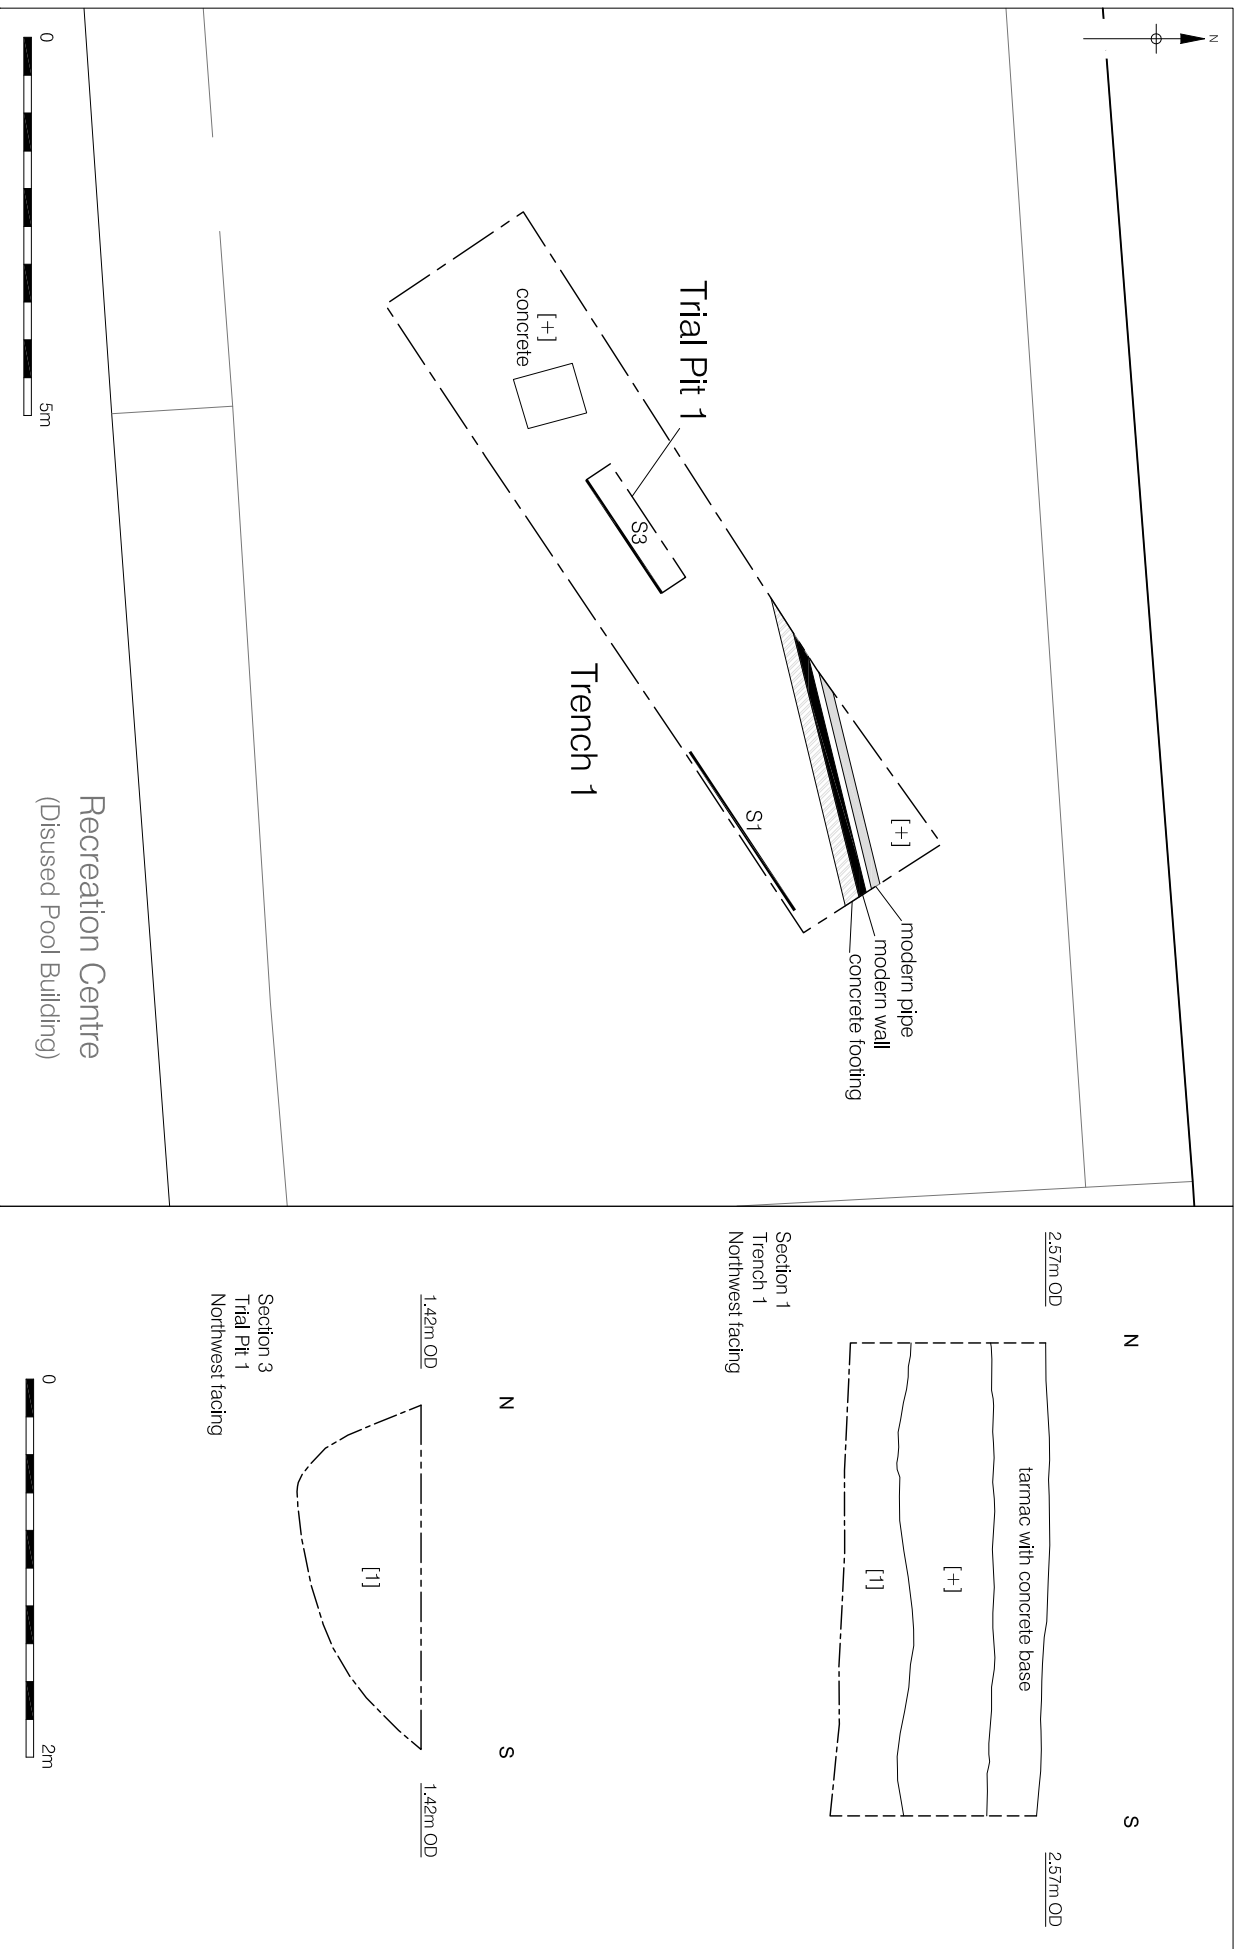 N
Trial Pit 1
[+]
concrete
S3
Trench 1
S1
[+]
modern pipe
modern wall
concrete footing
Recreation Centre
(Disused Pool Building)
0
5m
N
S
2.57m OD
2.57m OD
tarmac with concrete base
[+]
[1]
Section 1
Trench 1
Northwest facing
N
S
1.42m OD
1.42m OD
[1]
Section 3
Trial Pit 1
Northwest facing
0
2m